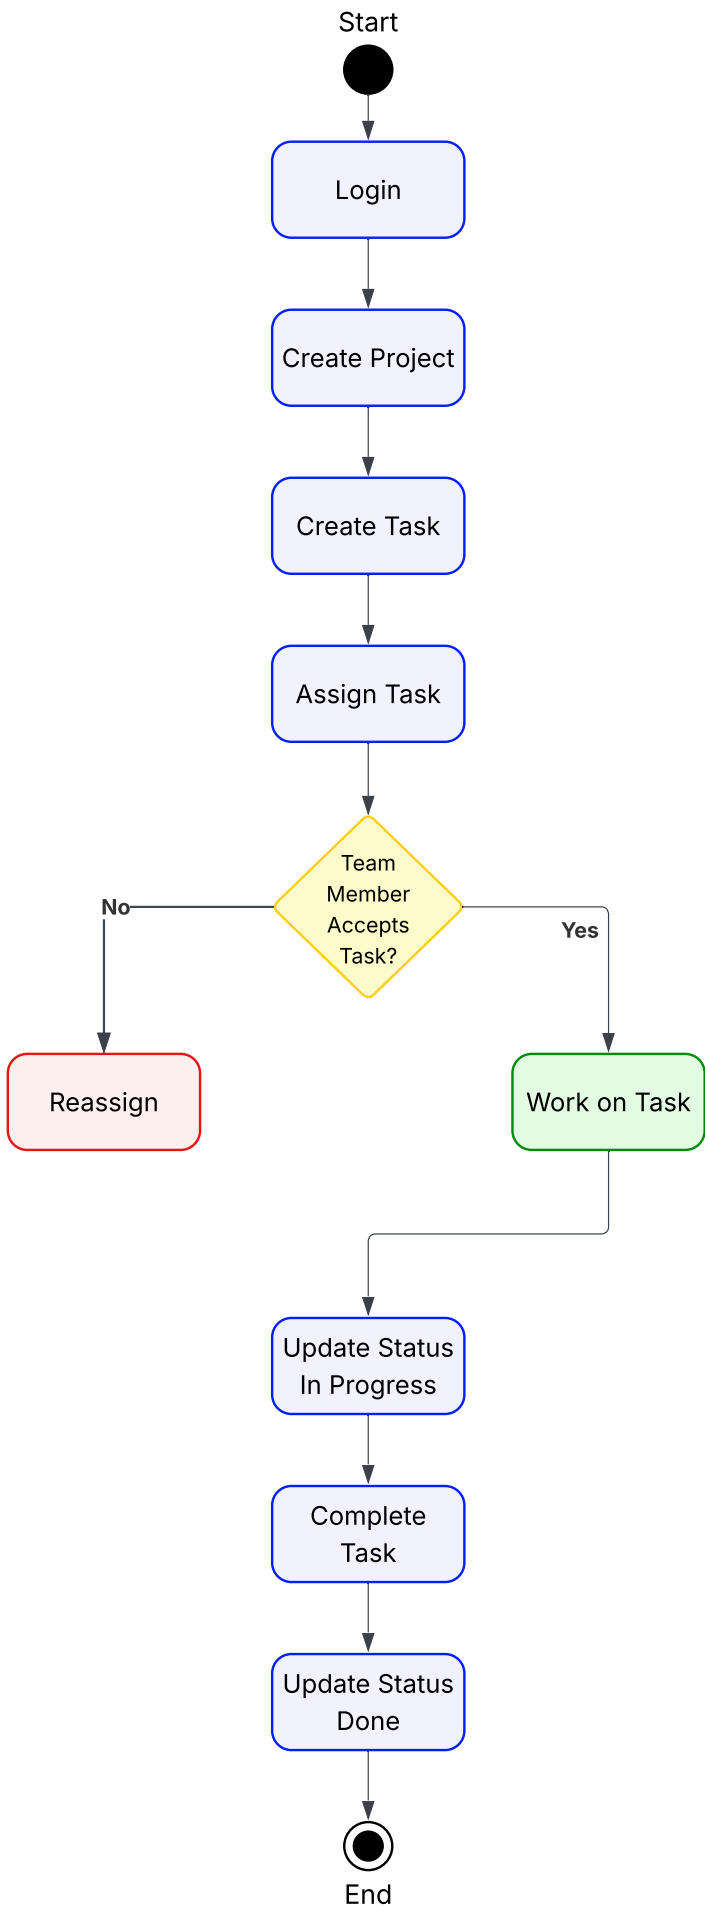 Start
Login
Create Project
Create Task
Assign Task
Team
Member
Accepts
Task?
No
Yes
Reassign
Work on Task
Update Status
In Progress
Complete
Task
Update Status
Done
End